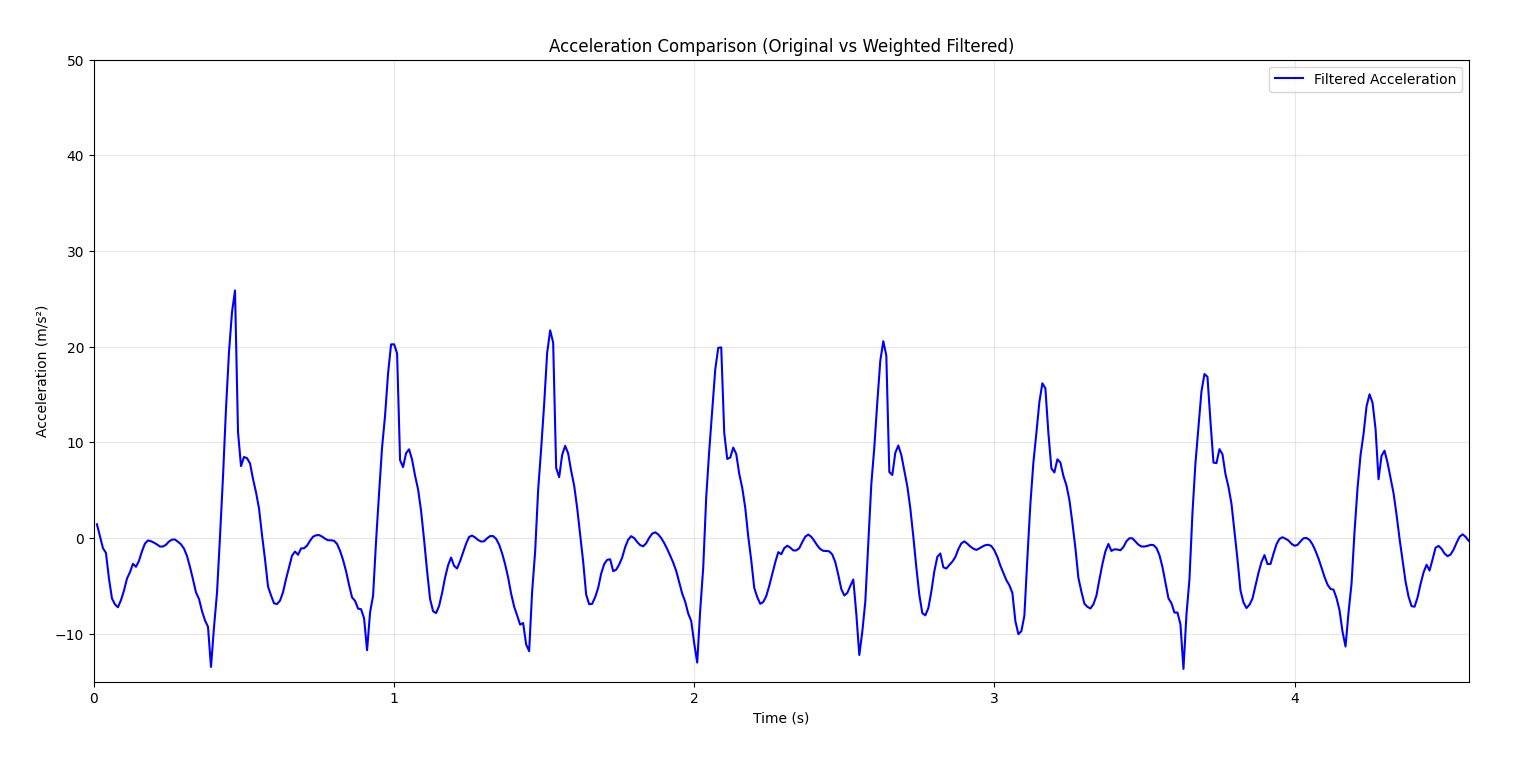 Acceleration Comparison (Original vs Weighted Filtered)
50
Filtered Acceleration
40
30
20
10
0
−10
Acceleration (m/s²)
0 1 2 3 4
Time (s)